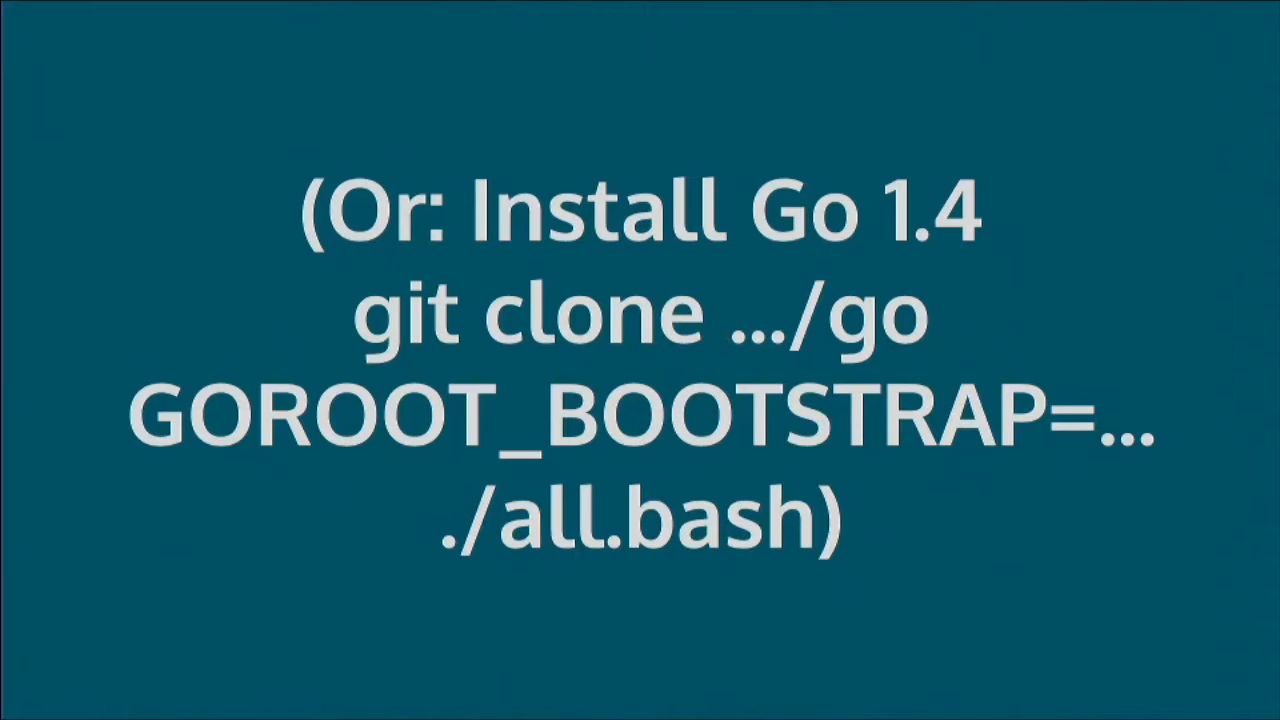 (Or: Install Go 1.4
git clone .../go
GOROOT_BOOTSTRAP=...
./all.bash)